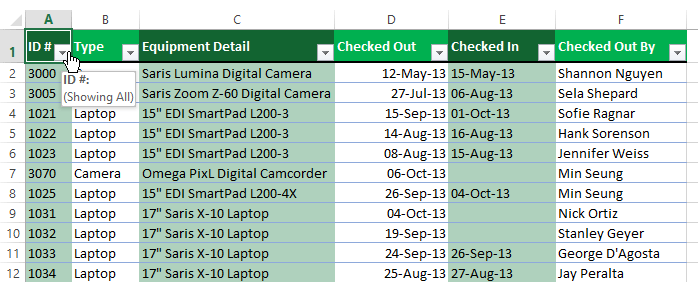 A B C D E F
1 ID # Type Equipment Detail Checked Out Checked In Checked Out By
2 3000 Saris Lumina Digital Camera 12-May-13 15-May-13 Shannon Nguyen
ID #:
(Showing All)
3 3005 Saris Zoom Z-60 Digital Camera 27-Jul-13 06-Aug-13 Sela Shepard
4 1021 Laptop 15" EDI SmartPad L200-3 15-Sep-13 01-Oct-13 Sofie Ragnar
5 1022 Laptop 15" EDI SmartPad L200-3 14-Aug-13 16-Aug-13 Hank Sorenson
6 1023 Laptop 15" EDI SmartPad L200-3 08-Aug-13 15-Aug-13 Jennifer Weiss
7 3070 Camera Omega PixL Digital Camcorder 06-Oct-13 Min Seung
8 1025 Laptop 15" EDI SmartPad L200-4X 26-Sep-13 04-Oct-13 Min Seung
9 1031 Laptop 17" Saris X-10 Laptop 04-Oct-13 Nick Ortiz
10 1032 Laptop 17" Saris X-10 Laptop 19-Sep-13 Stanley Geyer
11 1033 Laptop 17" Saris X-10 Laptop 24-Sep-13 26-Sep-13 George D'Agosta
12 1034 Laptop 17" Saris X-10 Laptop 25-Aug-13 27-Aug-13 Jay Peralta